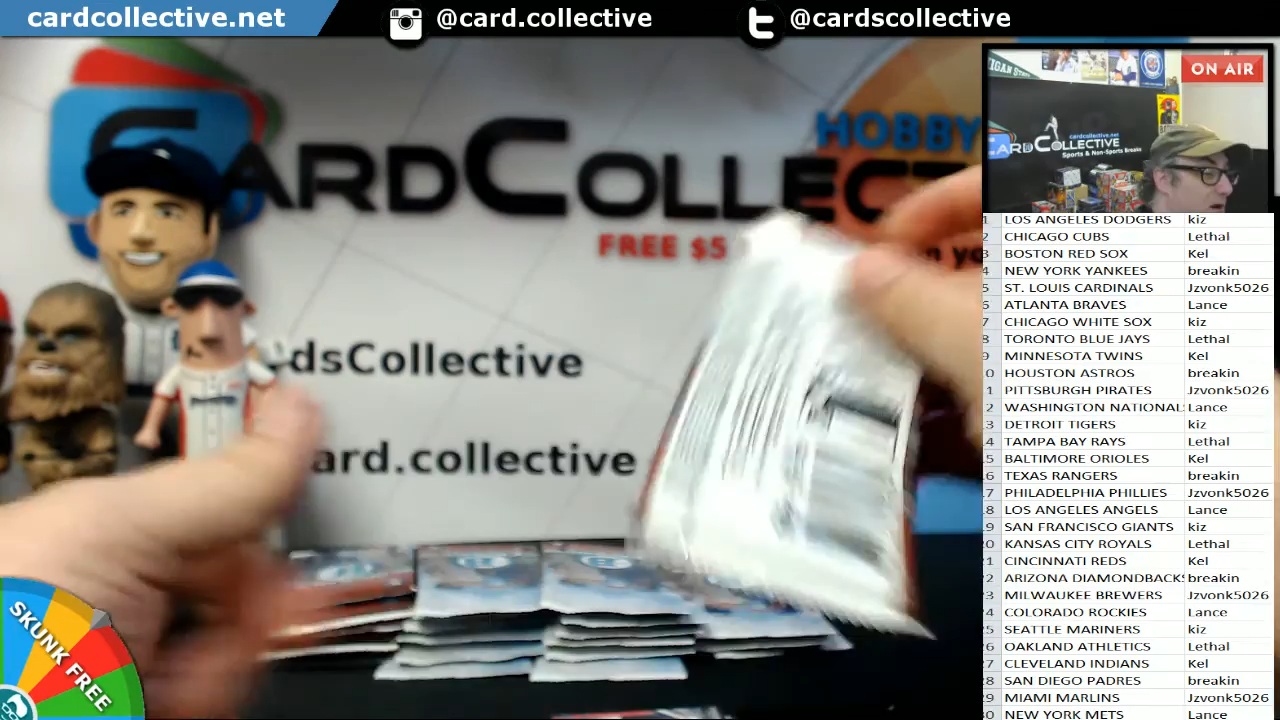 cardcollective.net
@card.collective
@cardscollective
ON AIR
cardcollective.net
CARDCOLLECTIVE
Sports & Non-Sports Breaks
HOBBY
CARDCOLLECT
FREE $5
dsCollective
ard.collective
SKUNK FREE
1 LOS ANGELES DODGERS kiz
2 CHICAGO CUBS Lethal
3 BOSTON RED SOX Kel
4 NEW YORK YANKEES breakin
5 ST. LOUIS CARDINALS Jzvonk5026
6 ATLANTA BRAVES Lance
7 CHICAGO WHITE SOX kiz
8 TORONTO BLUE JAYS Lethal
9 MINNESOTA TWINS Kel
0 HOUSTON ASTROS breakin
1 PITTSBURGH PIRATES Jzvonk5026
2 WASHINGTON NATIONAL Lance
3 DETROIT TIGERS kiz
4 TAMPA BAY RAYS Lethal
5 BALTIMORE ORIOLES Kel
6 TEXAS RANGERS breakin
7 PHILADELPHIA PHILLIES Jzvonk5026
8 LOS ANGELS ANGELS Lance
9 SAN FRANCISCO GIANTS kiz
0 KANSAS CITY ROYALS Lethal
1 CINCINNATI REDS Kel
2 ARIZONA DIAMONDBACKS breakin
3 MILWAUKEE BREWERS Jzvonk5026
4 COLORADO ROCKIES Lance
5 SEATTLE MARINERS kiz
6 OAKLAND ATHLETICS Lethal
7 CLEVELAND INDIANS Kel
8 SAN DIEGO PADRES breakin
9 MIAMI MARLINS Jzvonk5026
0 NEW YORK METS Lance